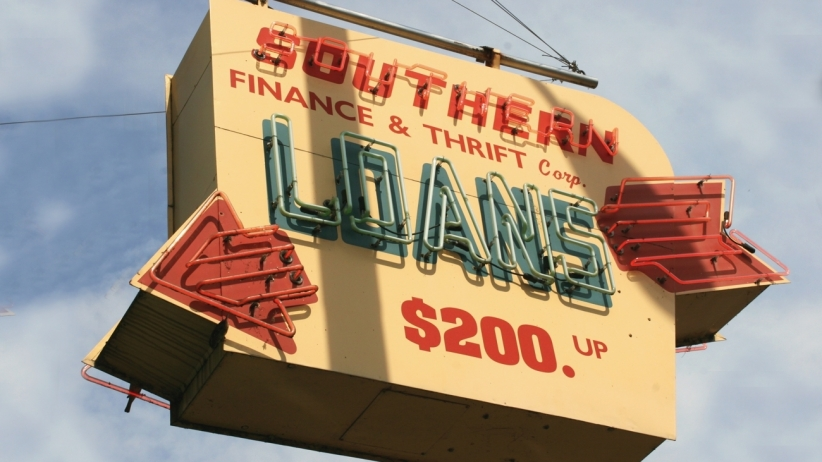 SOUTHERN
FINANCE & THRIFT Corp.
LOANS
$200. UP